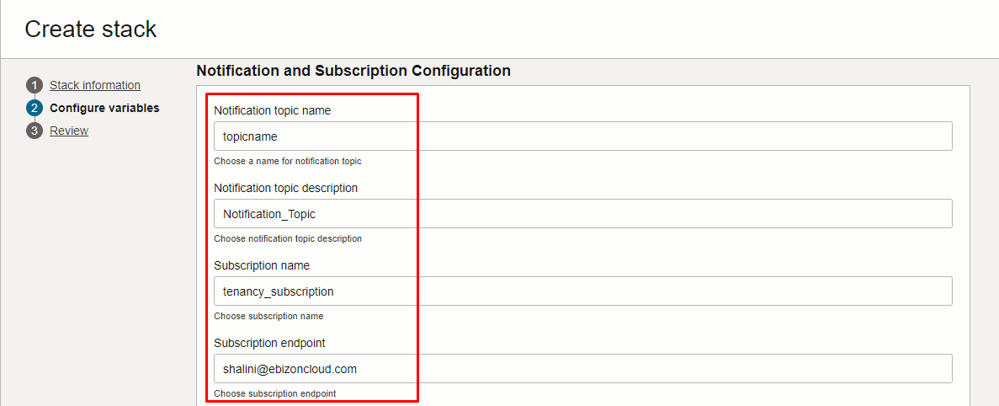 Create stack
1 Stack information
2 Configure variables
3 Review
Notification and Subscription Configuration
Notification topic name
topicname
Choose a name for notification topic
Notification topic description
Notification_Topic
Choose notification topic description
Subscription name
tenancy_subscription
Choose subscription name
Subscription endpoint
shalini@ebizoncloud.com
Choose subscription endpoint